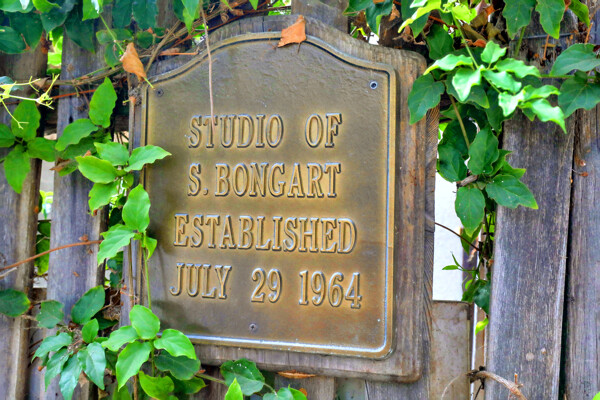 STUDIO OF
S. BONGART
ESTABLISHED
JULY 29 1964